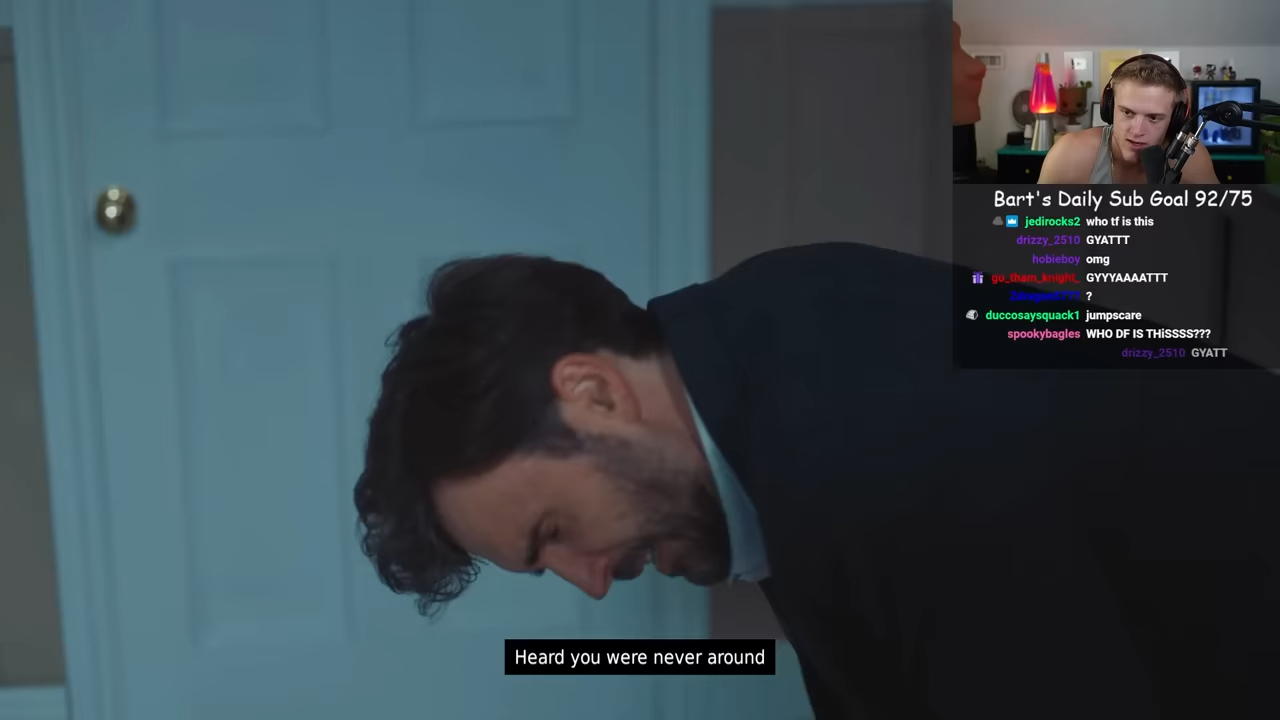 Bart's Daily Sub Goal 92/75
jedirocks2 who tf is this
drizzy_2510 GYATTT
hobieboy omg
go_tham_knight_ GYYYAAAATTT
?
duccosaysquack1 jumpscare
spookybagles WHO DF IS THiSSSS???
drizzy_2510 GYATT
Heard you were never around